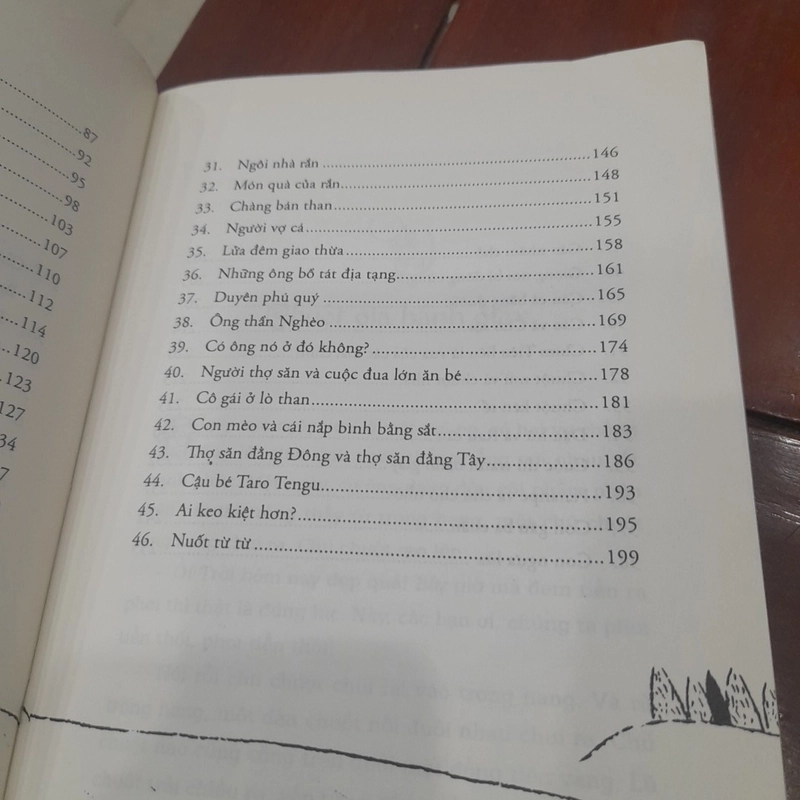 87
92
95
98
103
107
110
112
114
120
123
127
34
7
31. Ngôi nhà rắn 146
32. Món quà của rắn 148
33. Chàng bán than 151
34. Người vợ cá 155
35. Lửa đêm giao thừa 158
36. Những ông bồ tát địa tạng 161
37. Duyên phú quý 165
38. Ông thần Nghèo 169
39. Có ông nó ở đó không? 174
40. Người thợ săn và cuộc đua lớn ăn bé 178
41. Cô gái ở lò than 181
42. Con mèo và cái nắp bình bằng sắt 183
43. Thợ săn đằng Đông và thợ săn đằng Tây 186
44. Cậu bé Taro Tengu 193
45. Ai keo kiệt hơn? 195
46. Nuốt từ từ 199